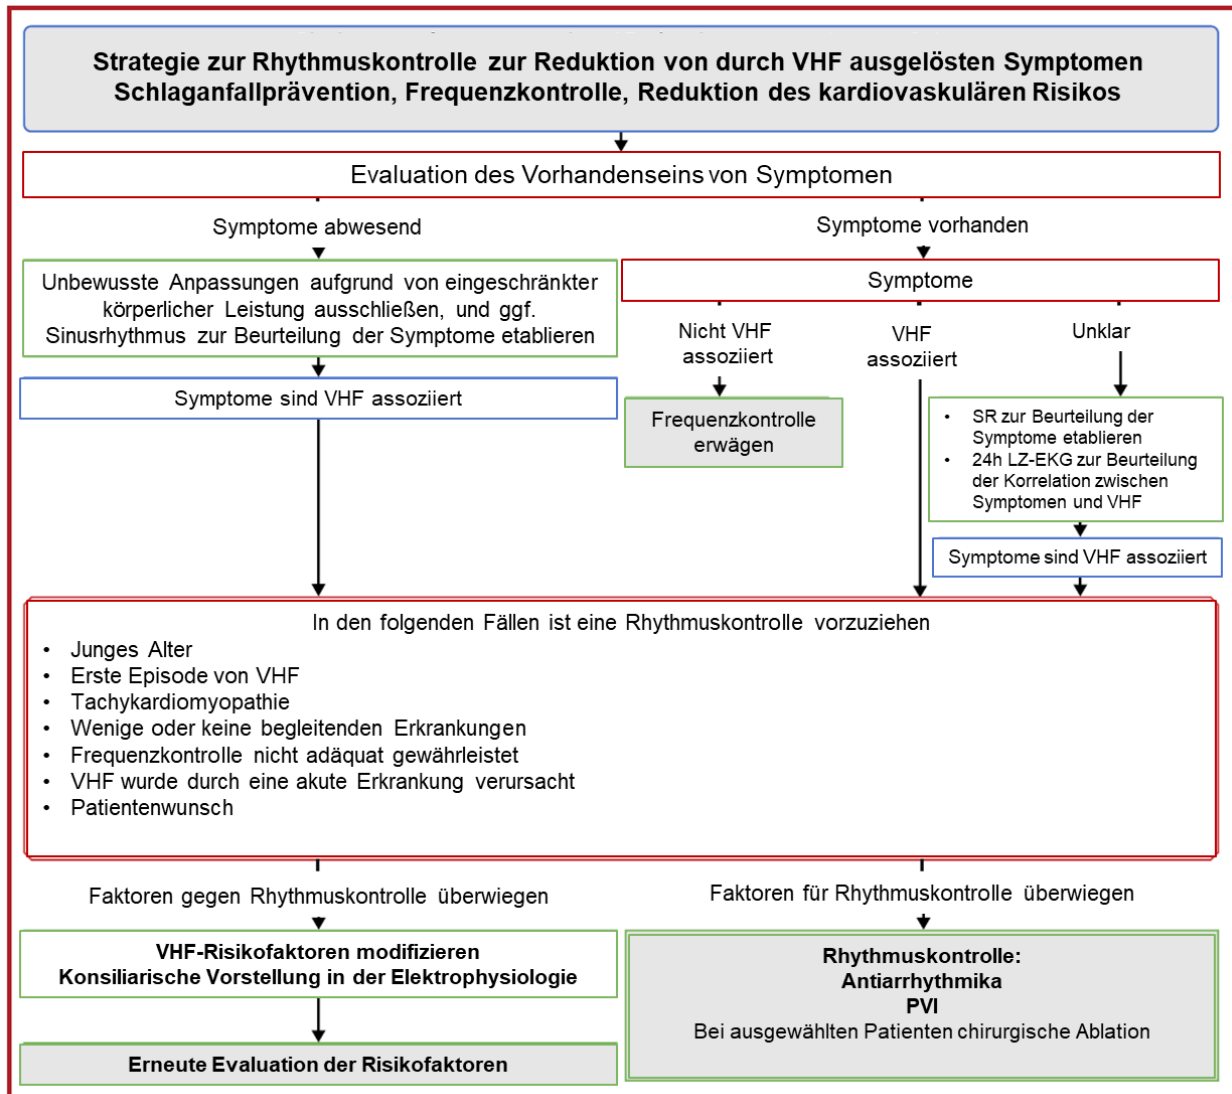 Strategie zur Rhythmuskontrolle zur Reduktion von durch VHF ausgelösten Symptomen
Schlaganfallprävention, Frequenzkontrolle, Reduktion des kardiovaskulären Risikos
Evaluation des Vorhandenseins von Symptomen
Symptome abwesend
Symptome vorhanden
Unbewusste Anpassungen aufgrund von eingeschränkter
körperlicher Leistung ausschließen, und ggf.
Sinusrhythmus zur Beurteilung der Symptome etablieren
Symptome sind VHF assoziiert
Symptome
Nicht VHF
assoziiert
VHF
assoziiert
Unklar
Frequenzkontrolle
erwägen
• SR zur Beurteilung der
Symptome etablieren
• 24h LZ-EKG zur Beurteilung
der Korrelation zwischen
Symptomen und VHF
Symptome sind VHF assoziiert
In den folgenden Fällen ist eine Rhythmuskontrolle vorzuziehen
• Junges Alter
• Erste Episode von VHF
• Tachykardiomyopathie
• Wenige oder keine begleitenden Erkrankungen
• Frequenzkontrolle nicht adäquat gewährleistet
• VHF wurde durch eine akute Erkrankung verursacht
• Patientenwunsch
Faktoren gegen Rhythmuskontrolle überwiegen
Faktoren für Rhythmuskontrolle überwiegen
VHF-Risikofaktoren modifizieren
Konsiliarische Vorstellung in der Elektrophysiologie
Erneute Evaluation der Risikofaktoren
Rhythmuskontrolle:
Antiarrhythmika
PVI
Bei ausgewählten Patienten chirurgische Ablation